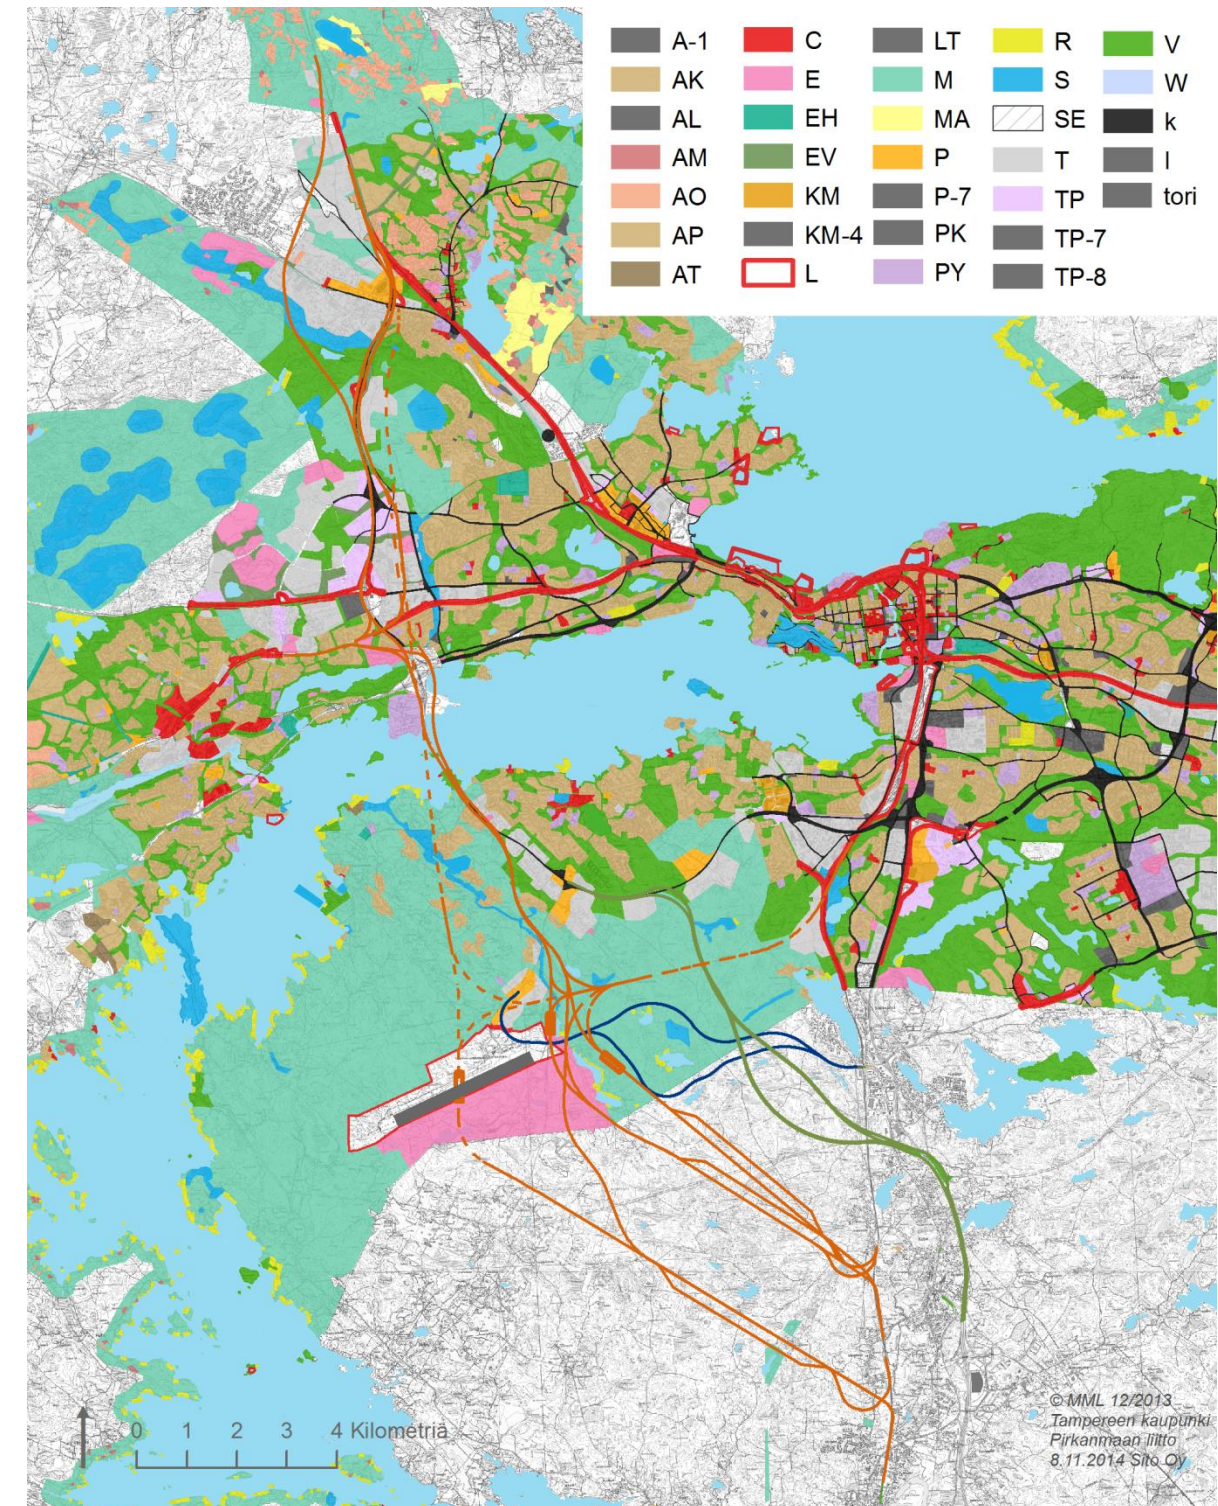 A-1
AK
AL
AM
AO
AP
AT
C
E
EH
EV
KM
KM-4
L
LT
M
MA
P
P-7
PK
PY
R
S
SE
T
TP
TP-7
TP-8
V
W
k
l
tori
0 1 2 3 4 Kilometriä
© MML 12/2013
Tampereen kaupunki
Pirkanmaan liitto
8.11.2014 Sito Oy